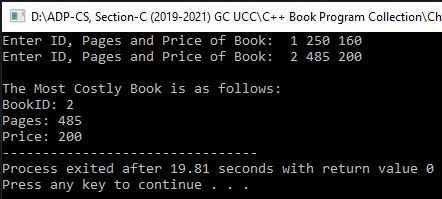 D:\ADP-CS, Section-C (2019-2021) GC UCC\C++ Book Program Collection\Ch
Enter ID, Pages and Price of Book:  1 250 160
Enter ID, Pages and Price of Book:  2 485 200
The Most Costly Book is as follows:
BookID: 2
Pages: 485
Price: 200
--------------------------------
Process exited after 19.81 seconds with return value 0
Press any key to continue . . .